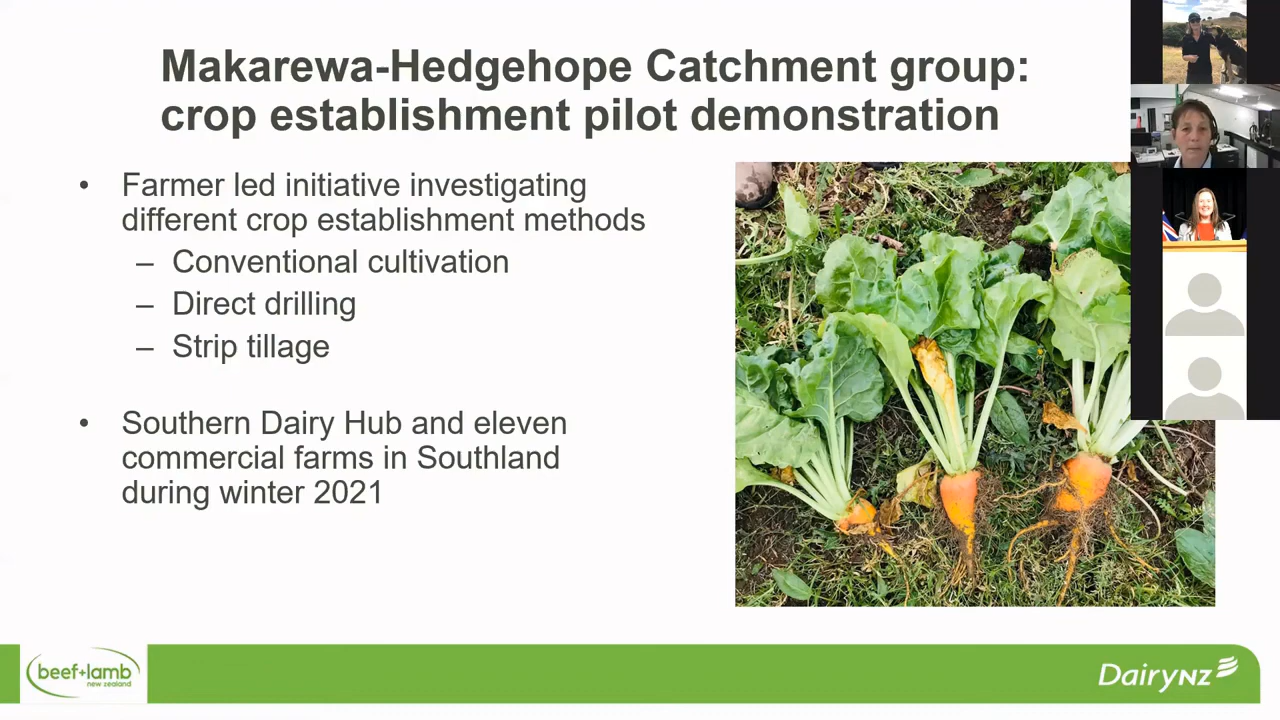 Makarewa-Hedgehope Catchment group:
crop establishment pilot demonstration
• Farmer led initiative investigating
different crop establishment methods
– Conventional cultivation
– Direct drilling
– Strip tillage
• Southern Dairy Hub and eleven
commercial farms in Southland
during winter 2021
beef+lamb
new zealand
DairyNZ